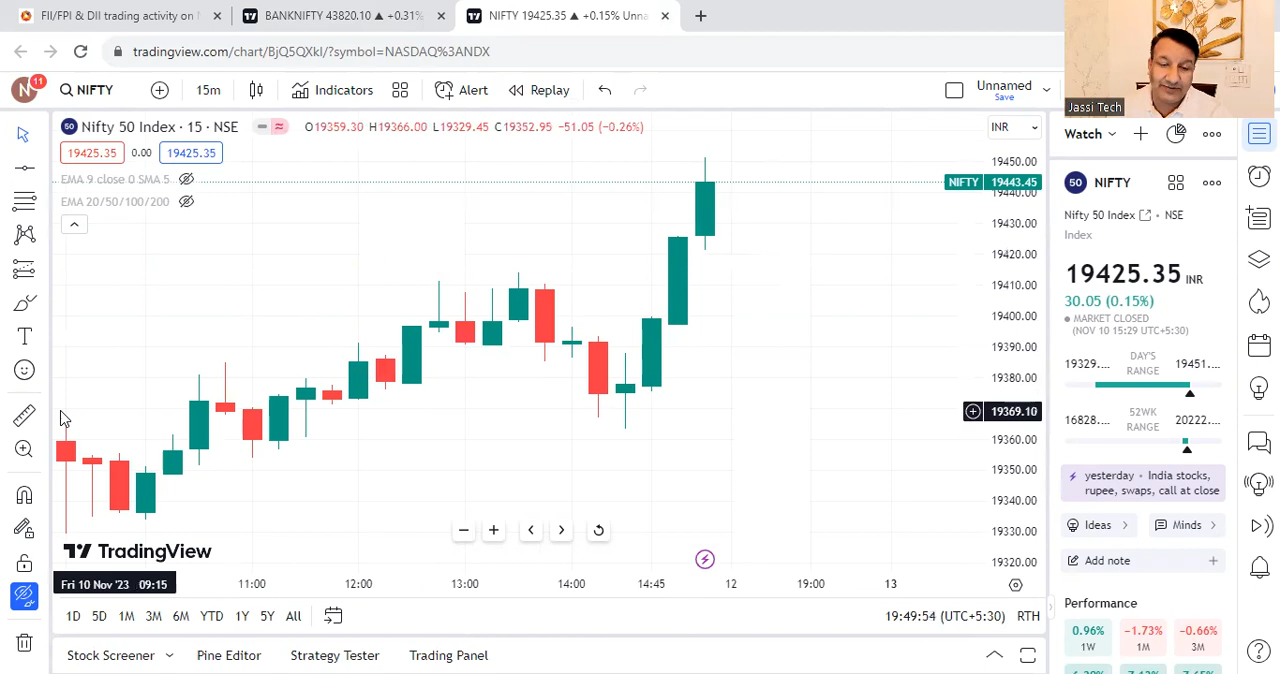 FII/FPI & DII trading activity on N
BANKNIFTY 43820.10 ▲ +0.31%
NIFTY 19425.35 ▲ +0.15% Unna
tradingview.com/chart/BjQ5QXkI/?symbol=NASDAQ%3ANDX
N 11 NIFTY 15m Indicators Alert Replay Unnamed
Save
Jassi Tech
Nifty 50 Index · 15 · NSE O19359.30 H19366.00 L19329.45 C19352.95 -51.05 (-0.26%)
INR
19425.35 0.00 19425.35
EMA 9 close 0 SMA 5
EMA 20/50/100/200
19450.00
NIFTY 19443.45
19440.00
19430.00
19420.00
19410.00
19400.00
19390.00
19380.00
19369.10
19360.00
19350.00
19340.00
19330.00
19320.00
TradingView
Fri 10 Nov '23 09:15 11:00 12:00 13:00 14:00 14:45 12 19:00 13
1D 5D 1M 3M 6M YTD 1Y 5Y All 19:49:54 (UTC+5:30) RTH
Stock Screener Pine Editor Strategy Tester Trading Panel
Watch
50 NIFTY
Nifty 50 Index · NSE
Index
19425.35 INR
30.05 (0.15%)
MARKET CLOSED
(NOV 10 15:29 UTC+5:30)
19329.... DAY'S RANGE 19451....
16828.... 52WK RANGE 20222....
yesterday · India stocks,
rupee, swaps, call at close
Ideas Minds
Add note
Performance
0.96% −1.73% −0.66%
1W 1M 3M